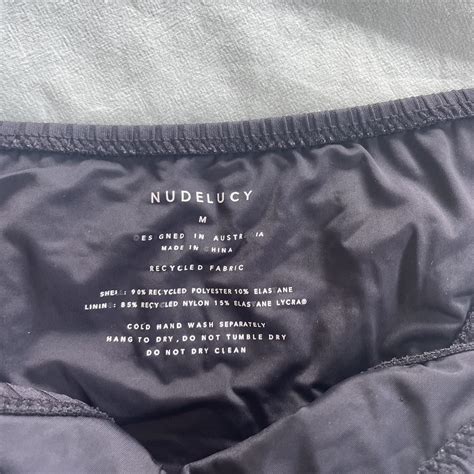 NUDELUCY
M
DESIGNED IN AUSTRALIA
MADE IN CHINA
RECYCLED FABRIC
SHELL: 90% RECYCLED POLYESTER 10% ELASTANE
LINING: 85% RECYCLED NYLON 15% ELASTANE LYCRA®
COLD HAND WASH SEPARATELY
HANG TO DRY, DO NOT TUMBLE DRY
DO NOT DRY CLEAN